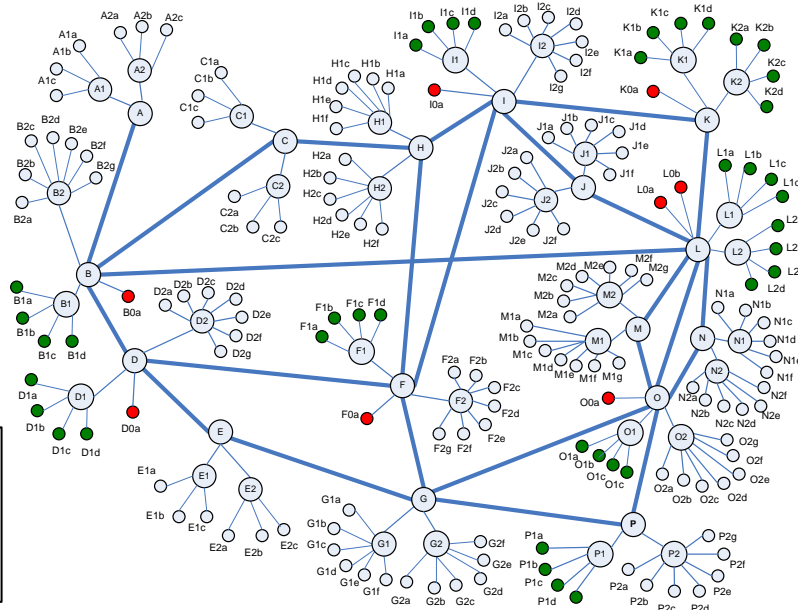 A2a
A2b
A2c
A1a
A1b
A1c
A1
A2
A
B2c
B2d
B2e
B2f
B2b
B2g
B2
B2a
B
B1a
B1
B1b
B1c
B1d
B0a
C1a
C1b
C1c
C1
C
C2
C2a
C2b
C2c
H1c
H1b
H1d
H1a
H1e
H1f
H1
H
H2a
H2b
H2
H2c
H2d
H2e
H2f
I1b
I1c
I1d
I1a
I1
I0a
I
I2a
I2b
I2c
I2d
I2
I2e
I2f
I2g
J1b
J1c
J1a
J1d
J1
J1e
J1f
J
J2a
J2b
J2
J2c
J2d
J2e
J2f
K1c
K1d
K1b
K1a
K1
K2a
K2b
K2
K2c
K2d
K0a
K
L0b
L0a
L1a
L1b
L1c
L1d
L1
L
L2
L2
L2
L2
L2d
D2b
D2c
D2d
D2a
D2
D2e
D2f
D2g
D
D0a
D1a
D1
D1b
D1c
D1d
F1c
F1d
F1b
F1a
F1
F
F0a
F2a
F2b
F2c
F2
F2d
F2e
F2g
F2f
M2e
M2d
M2f
M2g
M2c
M2
M2b
M2a
M1a
M1b
M1
M1c
M1d
M1e
M1f
M1g
M
N1a
N1b
N1c
N1
N1d
N1e
N1f
N
N2
N2a
N2b
N2c
N2d
N2e
N2f
O0a
O
O1
O1a
O1b
O1c
O1c
O2
O2g
O2f
O2e
O2a
O2b
O2c
O2d
E
E1a
E1
E2
E1b
E1c
E2a
E2b
E2c
G
G1a
G1b
G1c
G1
G1d
G1e
G1f
G2
G2f
G2e
G2d
G2a
G2b
G2c
P
P1a
P1
P1b
P1c
P1d
P2
P2g
P2f
P2e
P2a
P2b
P2c
P2d